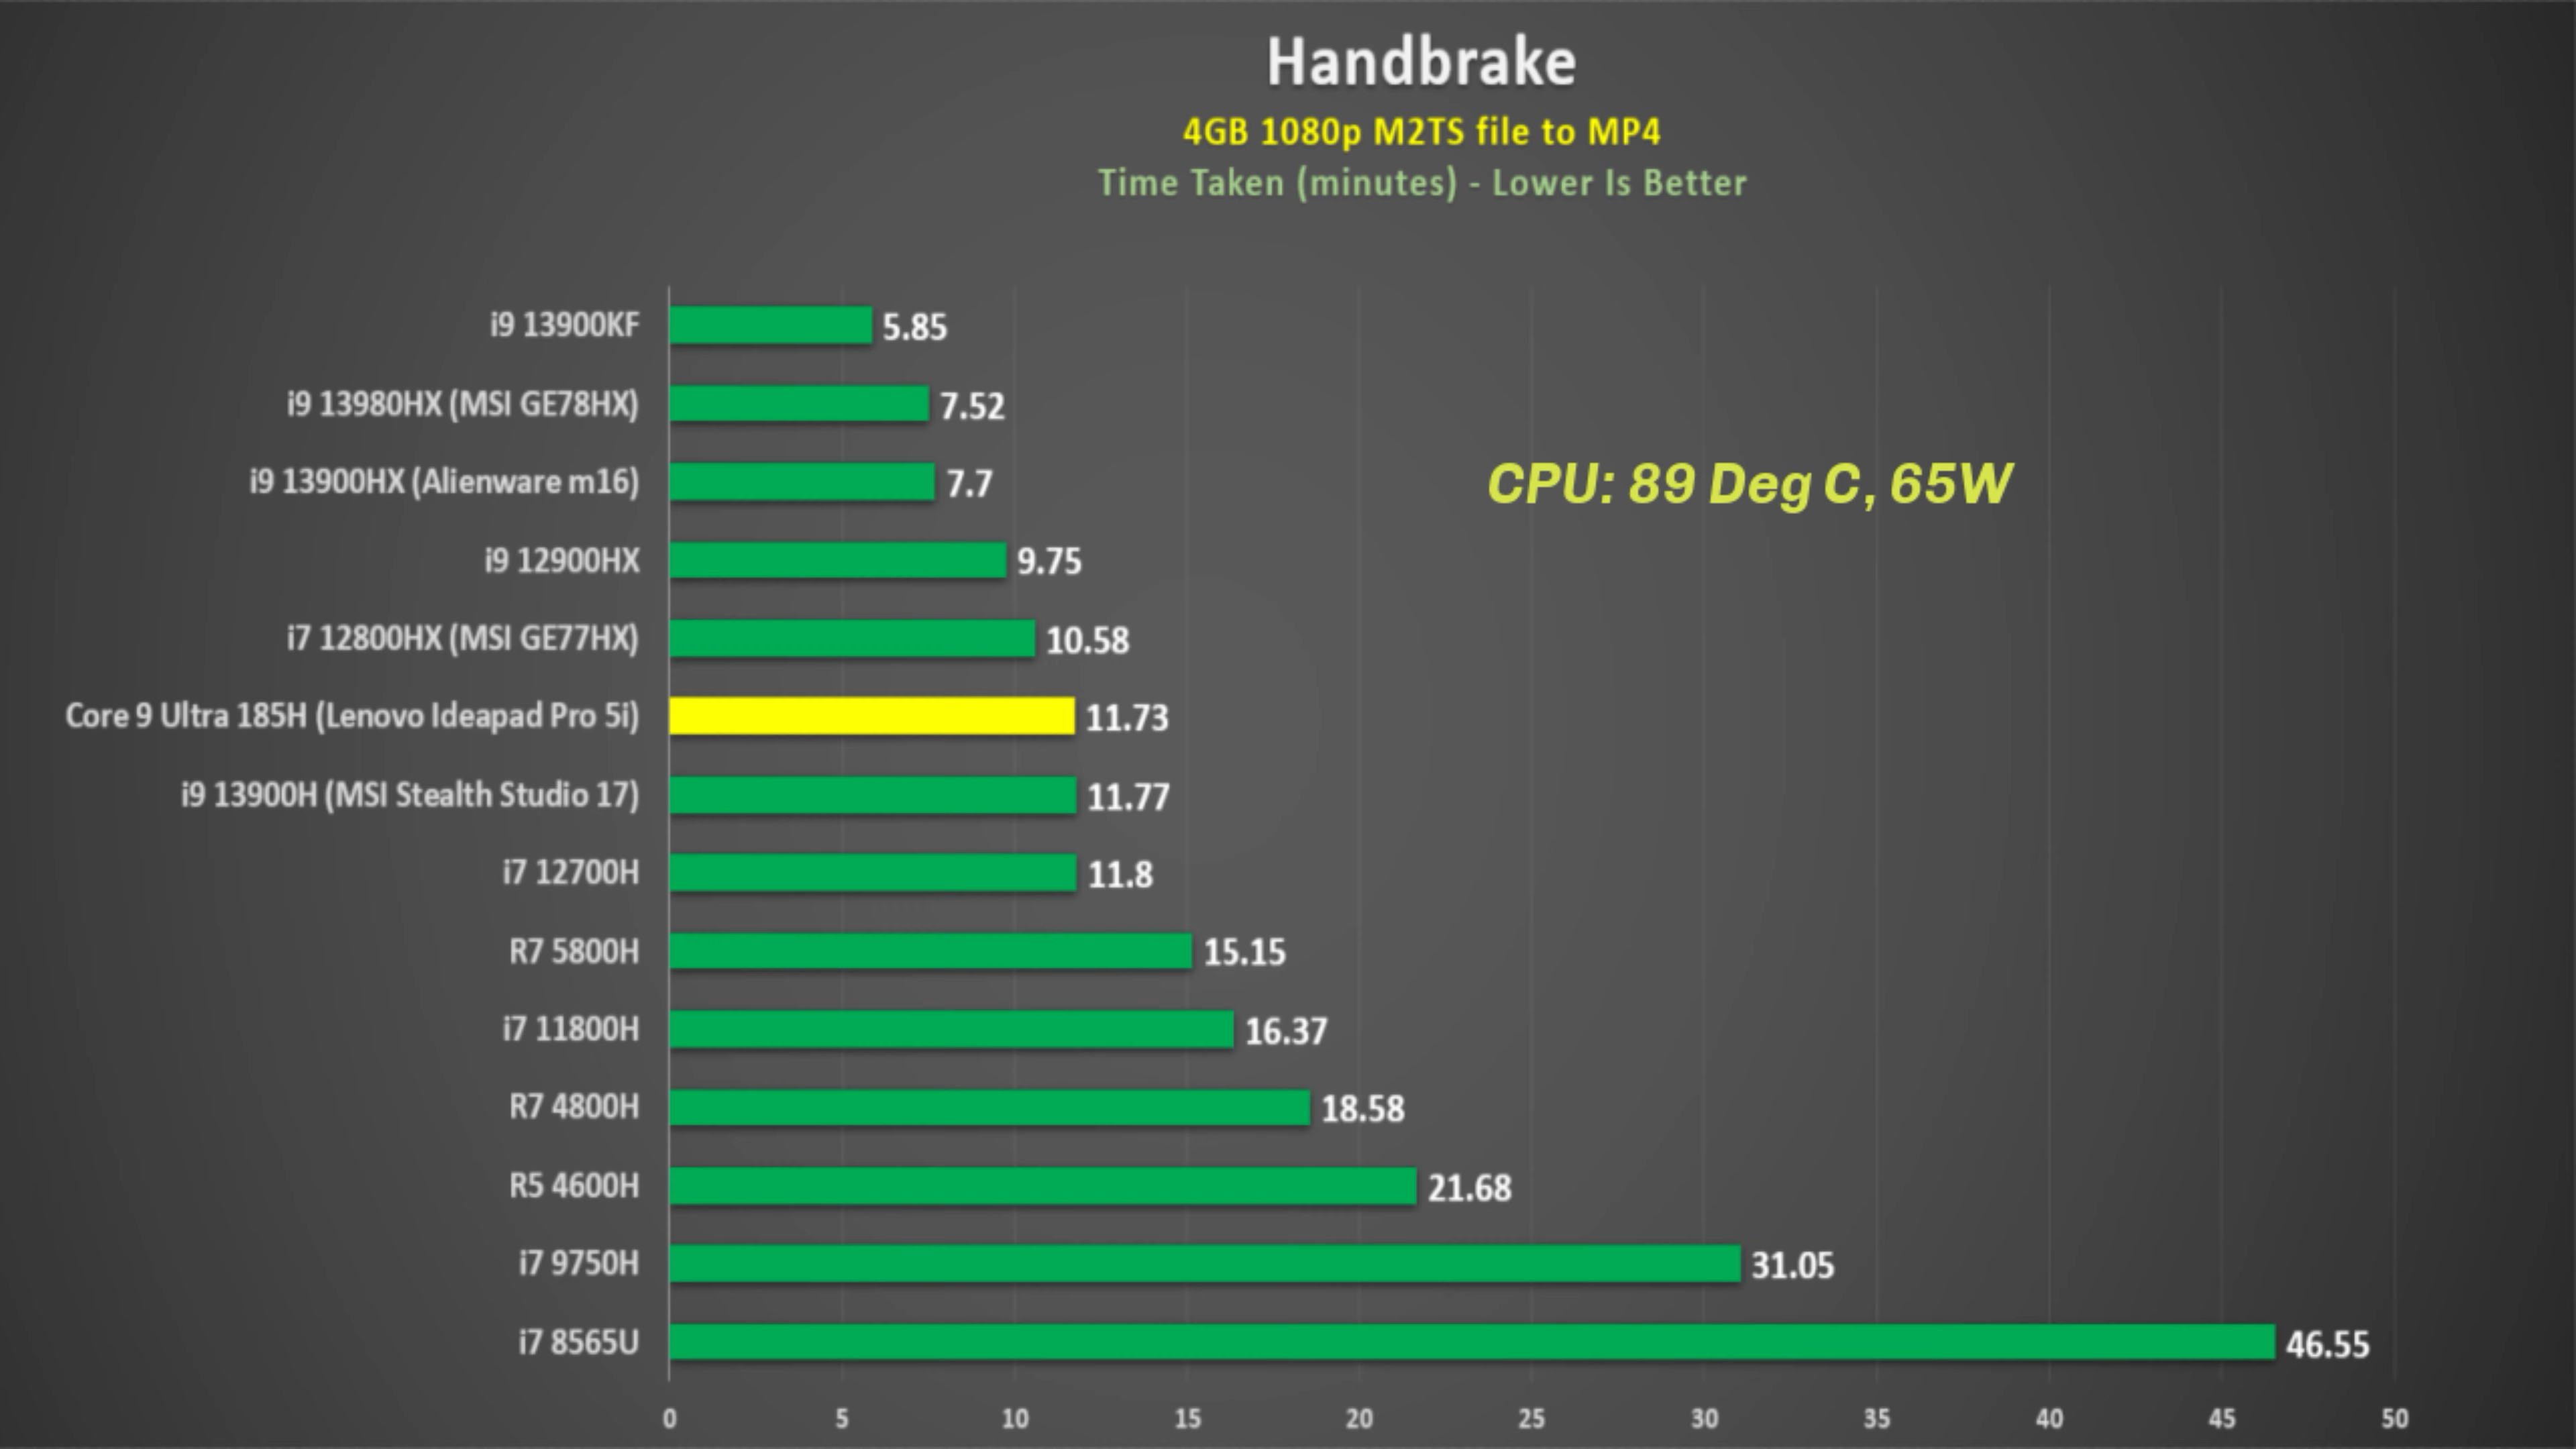 Handbrake
4GB 1080p M2TS file to MP4
Time Taken (minutes) - Lower Is Better
i9 13900KF 5.85
i9 13980HX (MSI GE78HX) 7.52
i9 13900HX (Alienware m16) 7.7
CPU: 89 Deg C, 65W
i9 12900HX 9.75
i7 12800HX (MSI GE77HX) 10.58
Core 9 Ultra 185H (Lenovo Ideapad Pro 5i) 11.73
i9 13900H (MSI Stealth Studio 17) 11.77
i7 12700H 11.8
R7 5800H 15.15
i7 11800H 16.37
R7 4800H 18.58
R5 4600H 21.68
i7 9750H 31.05
i7 8565U 46.55
0 5 10 15 20 25 30 35 40 45 50